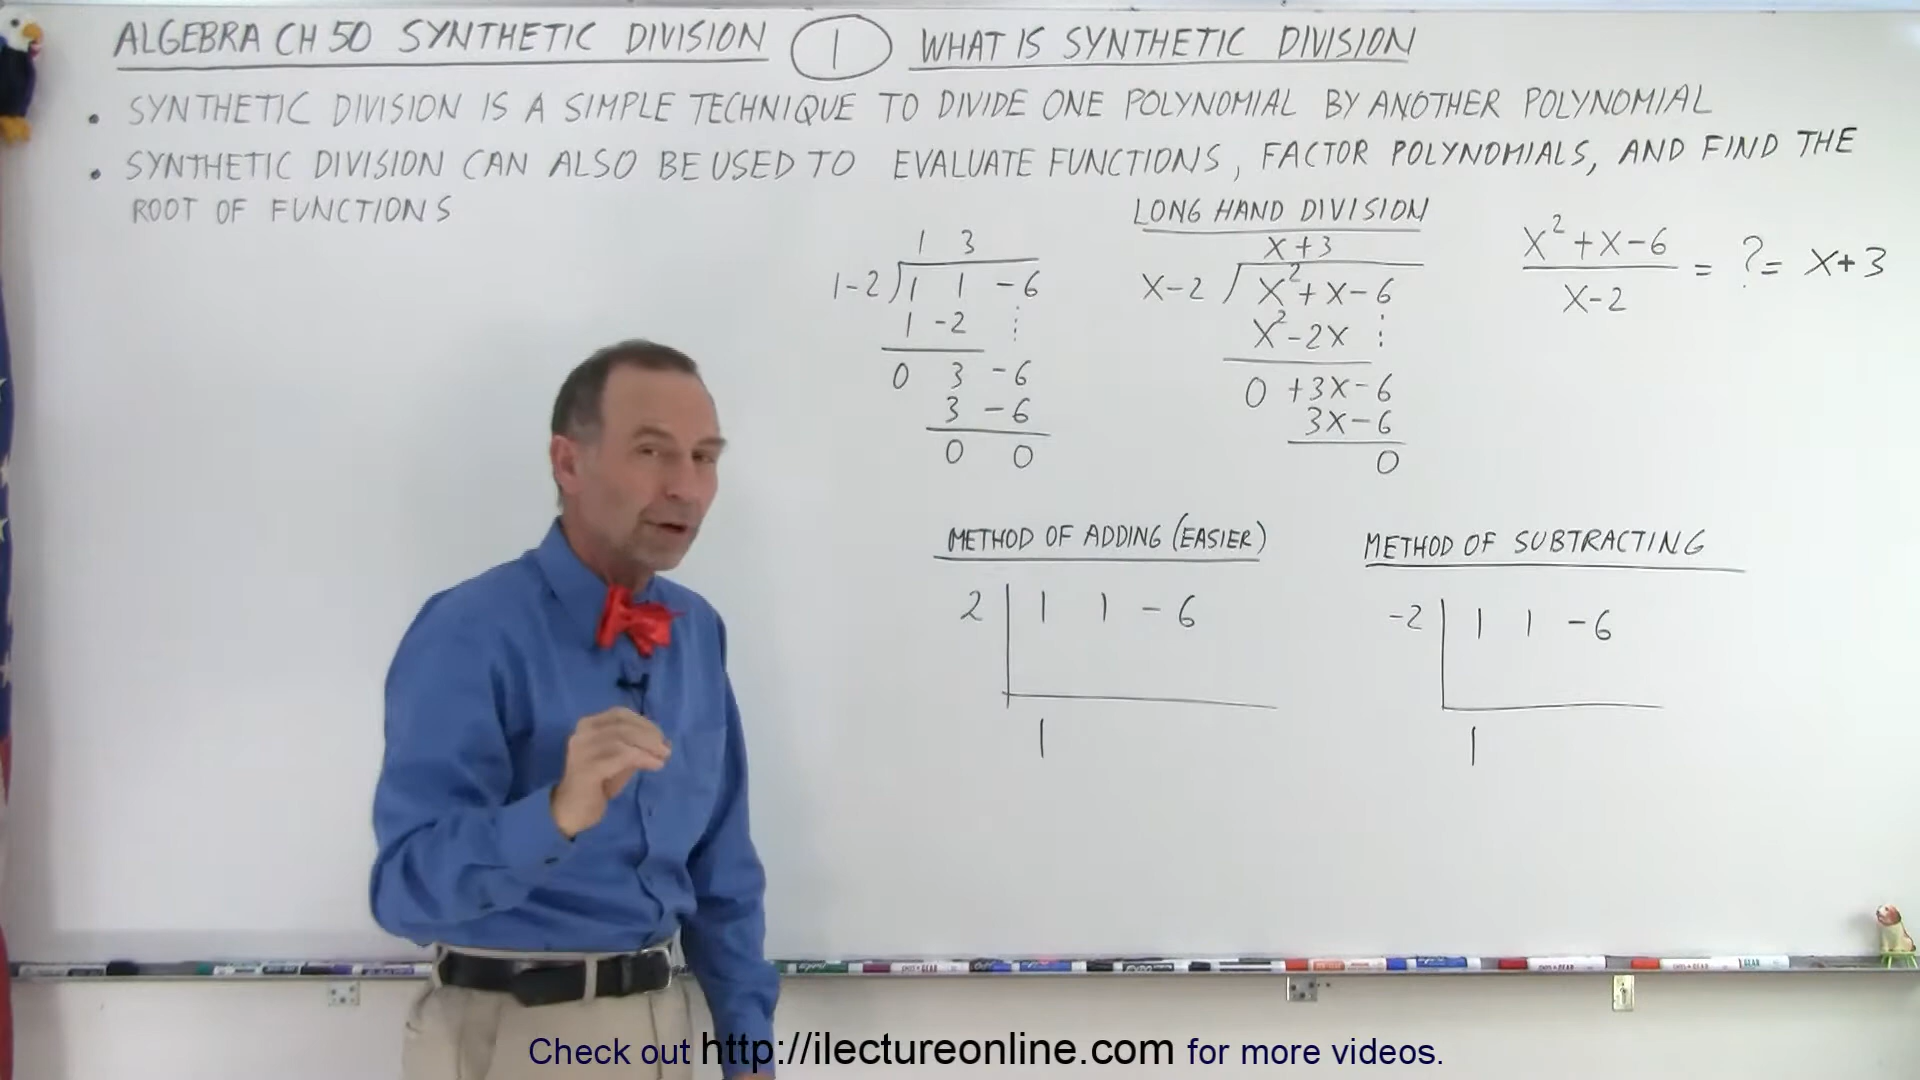 ALGEBRA CH 50 SYNTHETIC DIVISION 1 WHAT IS SYNTHETIC DIVISION
• SYNTHETIC DIVISION IS A SIMPLE TECHNIQUE TO DIVIDE ONE POLYNOMIAL BY ANOTHER POLYNOMIAL
• SYNTHETIC DIVISION CAN ALSO BE USED TO EVALUATE FUNCTIONS, FACTOR POLYNOMIALS, AND FIND THE
ROOT OF FUNCTIONS
1 3
1-2 1 1 -6
1 -2
0 3 -6
3 -6
0 0
LONG HAND DIVISION
x+3
x-2 x²+x-6
x²-2x
0 +3x-6
3x-6
0
x²+x-6
= ? = x+3
x-2
METHOD OF ADDING (EASIER)
2 1 1 -6
1
METHOD OF SUBTRACTING
-2 1 1 -6
1
Check out http://ilectureonline.com for more videos.